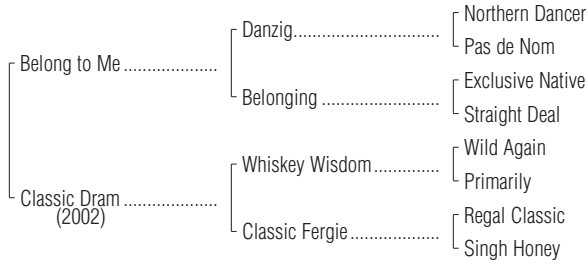 Northern Dancer
Danzig
Pas de Nom
Belong to Me
Exclusive Native
Belonging
Straight Deal
Wild Again
Whiskey Wisdom
Primarily
Classic Dram
(2002)
Regal Classic
Classic Fergie
Singh Honey